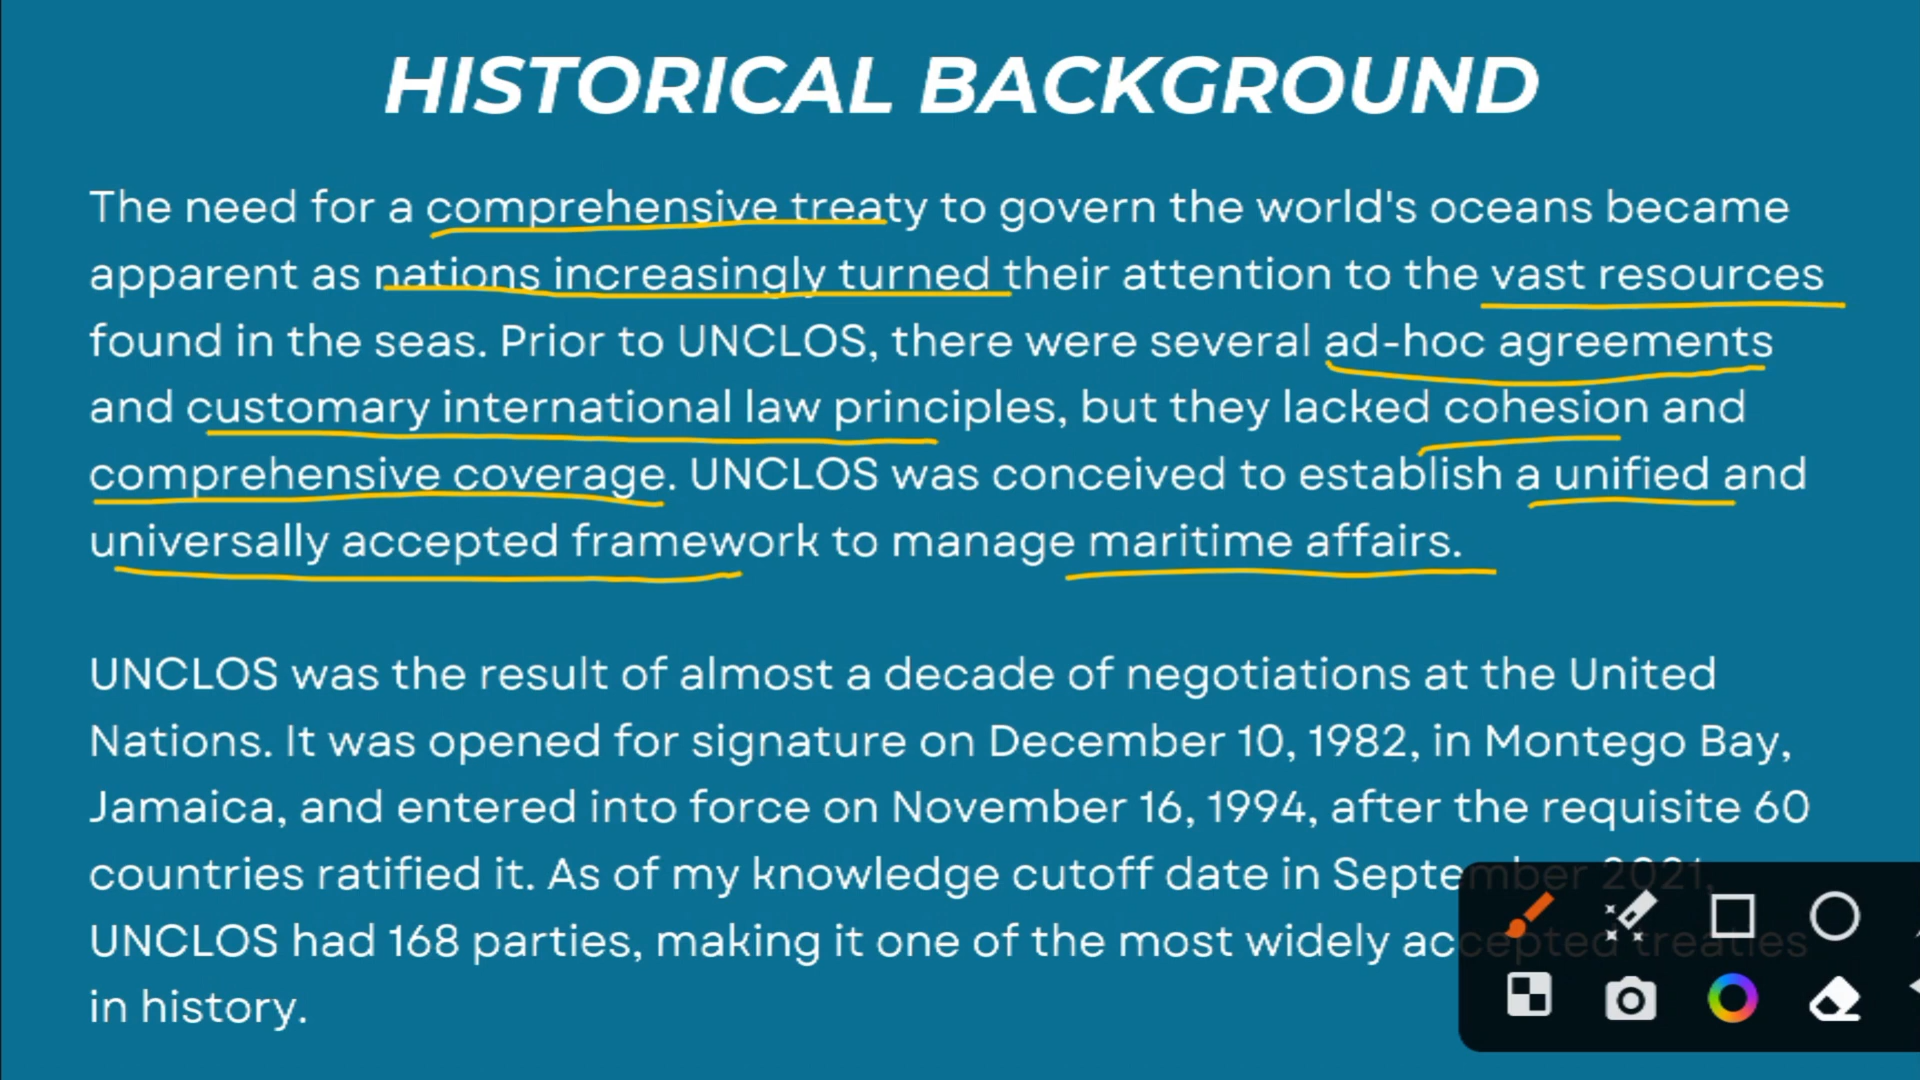 HISTORICAL BACKGROUND
The need for a comprehensive treaty to govern the world's oceans became
apparent as nations increasingly turned their attention to the vast resources
found in the seas. Prior to UNCLOS, there were several ad-hoc agreements
and customary international law principles, but they lacked cohesion and
comprehensive coverage. UNCLOS was conceived to establish a unified and
universally accepted framework to manage maritime affairs.
UNCLOS was the result of almost a decade of negotiations at the United
Nations. It was opened for signature on December 10, 1982, in Montego Bay,
Jamaica, and entered into force on November 16, 1994, after the requisite 60
countries ratified it. As of my knowledge cutoff date in September 2021,
UNCLOS had 168 parties, making it one of the most widely accepted treaties
in history.